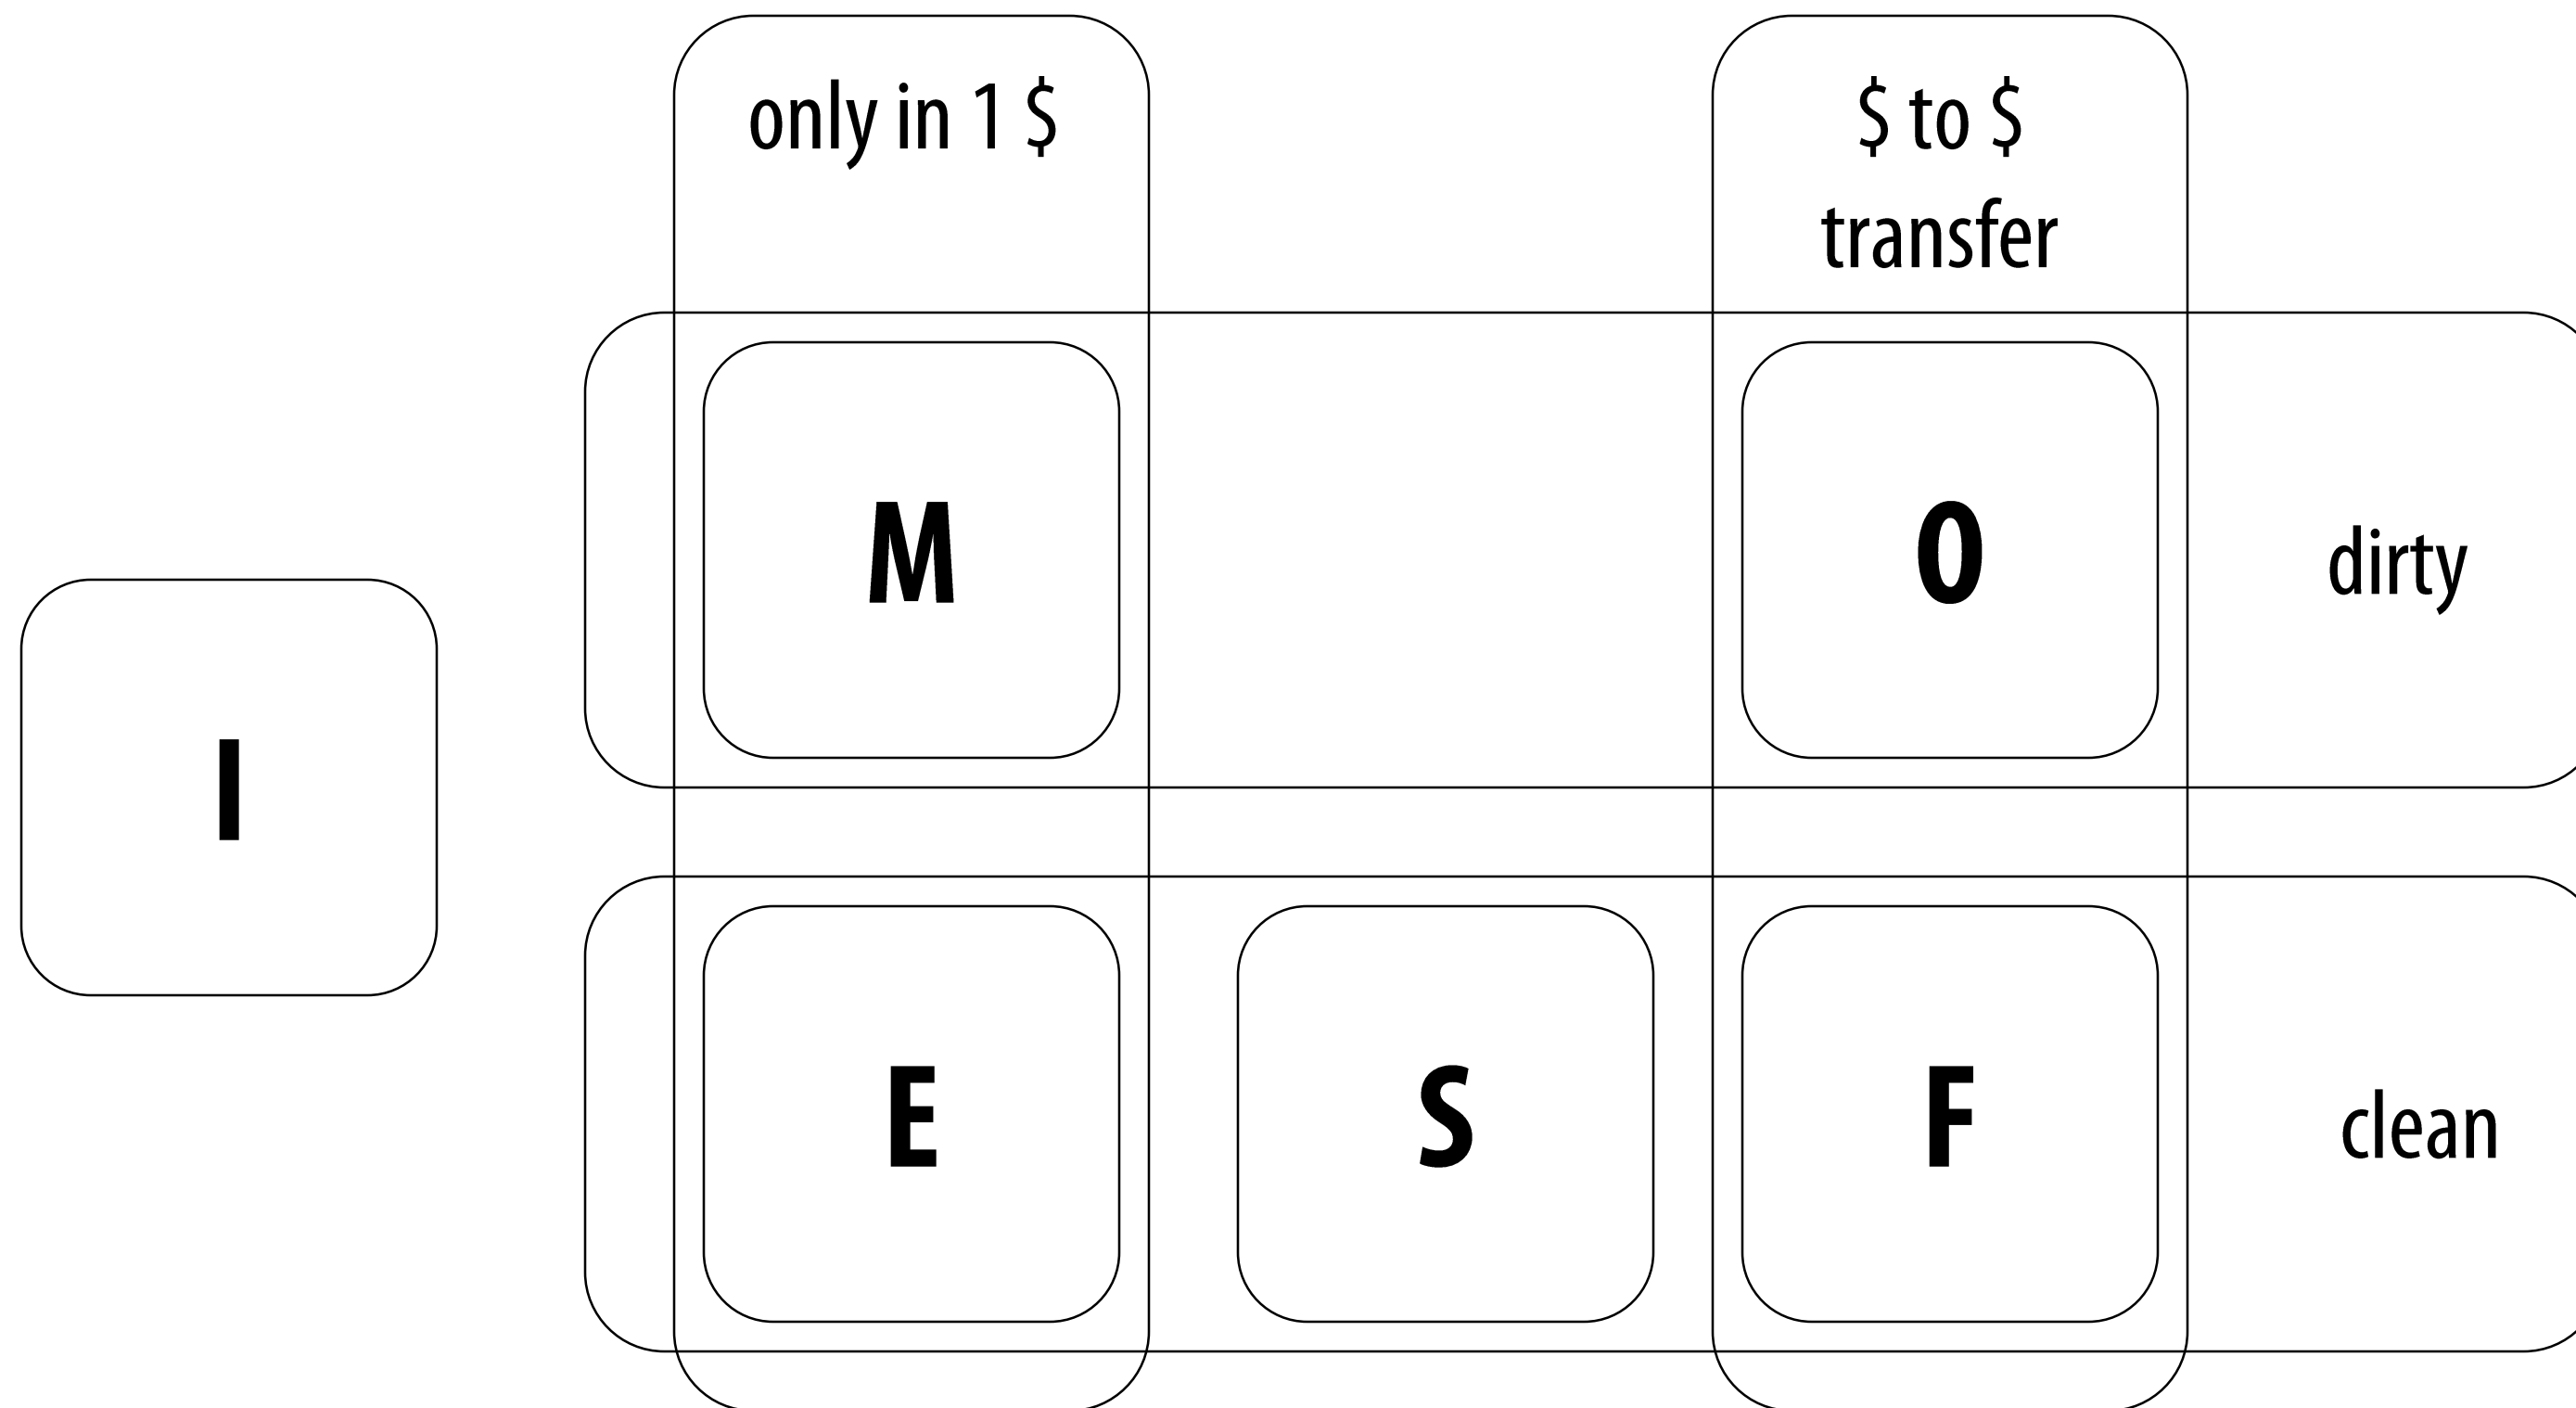 only in 1 $
$ to $
transfer
M
O
dirty
I
E
S
F
clean